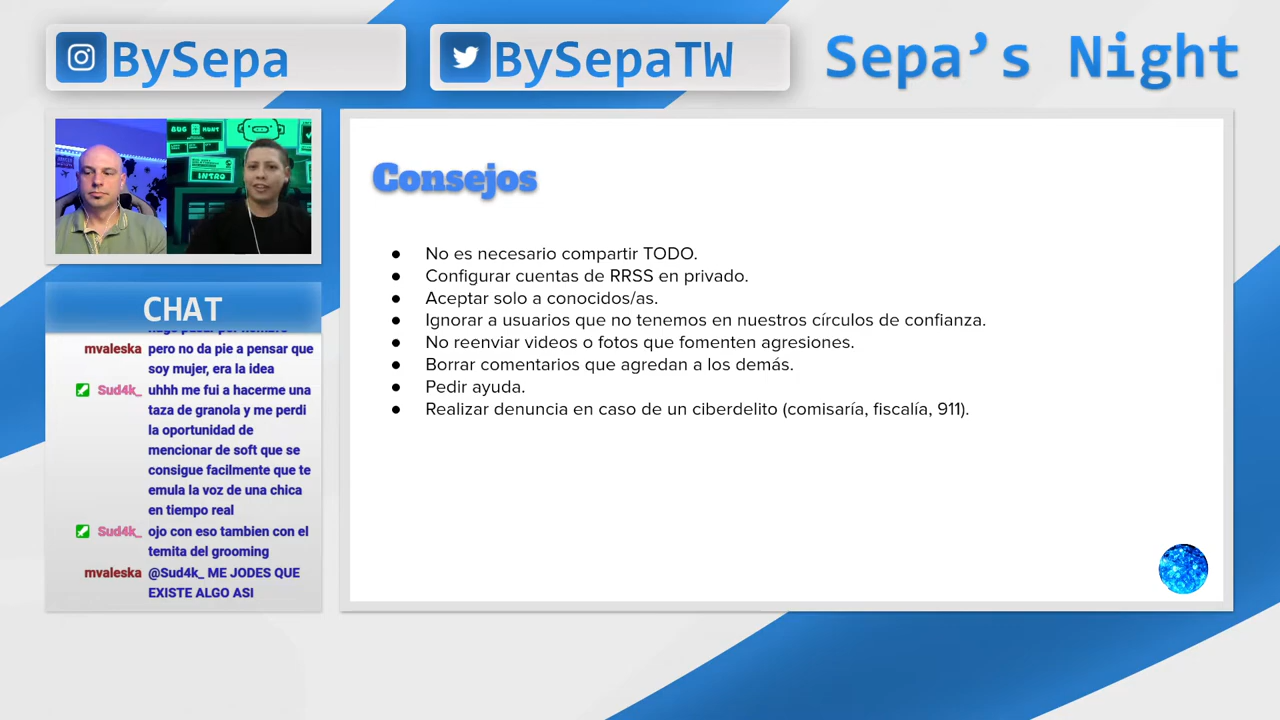 BySepa
BySepaTW
Sepa’s Night
BUG HUNT
INTRO
Consejos
● No es necesario compartir TODO.
● Configurar cuentas de RRSS en privado.
● Aceptar solo a conocidos/as.
● Ignorar a usuarios que no tenemos en nuestros círculos de confianza.
● No reenviar videos o fotos que fomenten agresiones.
● Borrar comentarios que agredan a los demás.
● Pedir ayuda.
● Realizar denuncia en caso de un ciberdelito (comisaría, fiscalía, 911).
CHAT
mvaleska pero no da pie a pensar que
soy mujer, era la idea
Sud4k_ uhhh me fui a hacerme una
taza de granola y me perdi
la oportunidad de
mencionar de soft que se
consigue facilmente que te
emula la voz de una chica
en tiempo real
Sud4k_ ojo con eso tambien con el
temita del grooming
mvaleska @Sud4k_ ME JODES QUE
EXISTE ALGO ASI